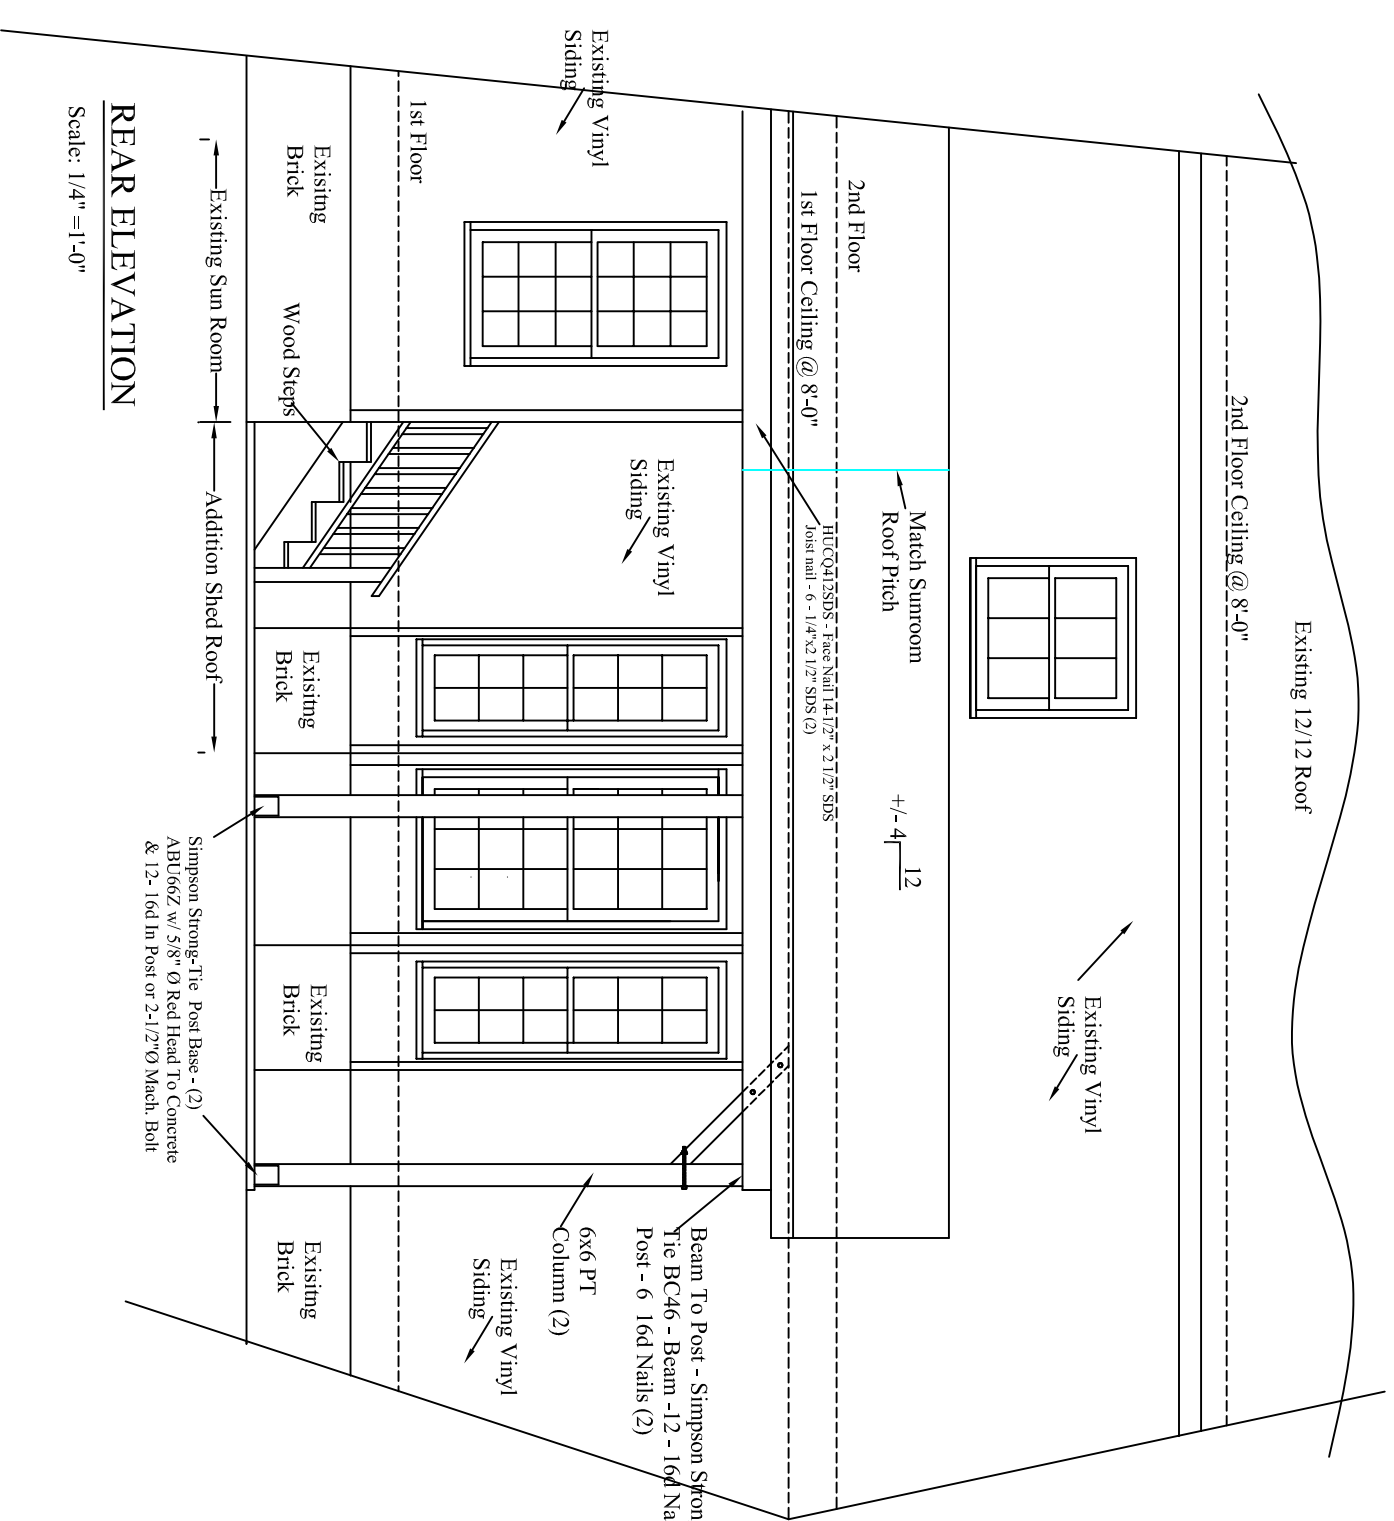 Existing 12/12 Roof
2nd Floor Ceiling @ 8'-0"
Existing Vinyl
Siding
Match Sunroom
Roof Pitch
+/- 4
12
2nd Floor
1st Floor Ceiling @ 8'-0"
HUCQ412SDS - Face Nail 14-1/2" x 2 1/2" SDS
Joist nail - 6 - 1/4"x2 1/2" SDS (2)
Existing Vinyl
Siding
Existing Vinyl
Siding
Beam To Post - Simpson Stron
Tie BC46 - Beam -12 - 16d Na
Post - 6 16d Nails (2)
6x6 PT
Column (2)
Existing Vinyl
Siding
1st Floor
Exisitng
Brick
Wood Steps
Exisitng
Brick
Exisitng
Brick
Exisitng
Brick
Existing Sun Room
Addition Shed Roof
Simpson Strong-Tie Post Base - (2)
ABU66Z w/ 5/8" Ø Red Head To Concrete
& 12- 16d In Post or 2-1/2"Ø Mach. Bolt
REAR ELEVATION
Scale: 1/4" =1'-0"